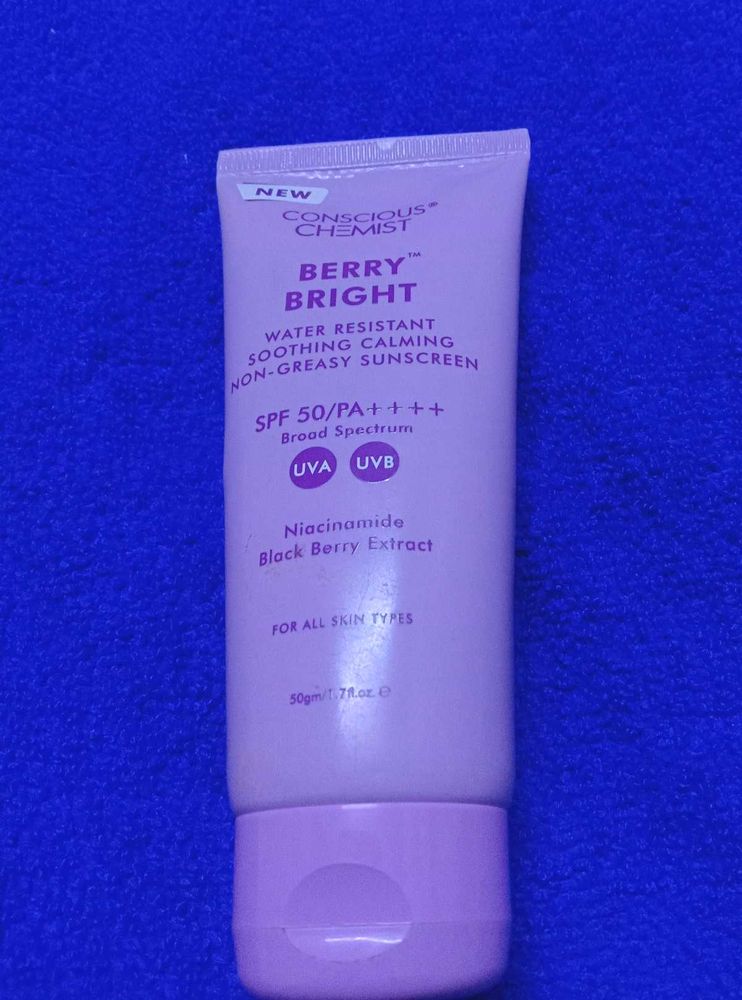 NEW
CONSCIOUS®
CHEMIST
BERRY™
BRIGHT
WATER RESISTANT
SOOTHING CALMING
NON-GREASY SUNSCREEN
SPF 50/PA++++
Broad Spectrum
UVA UVB
Niacinamide
Black Berry Extract
FOR ALL SKIN TYPES
50gm/1.7fl.oz. ℮